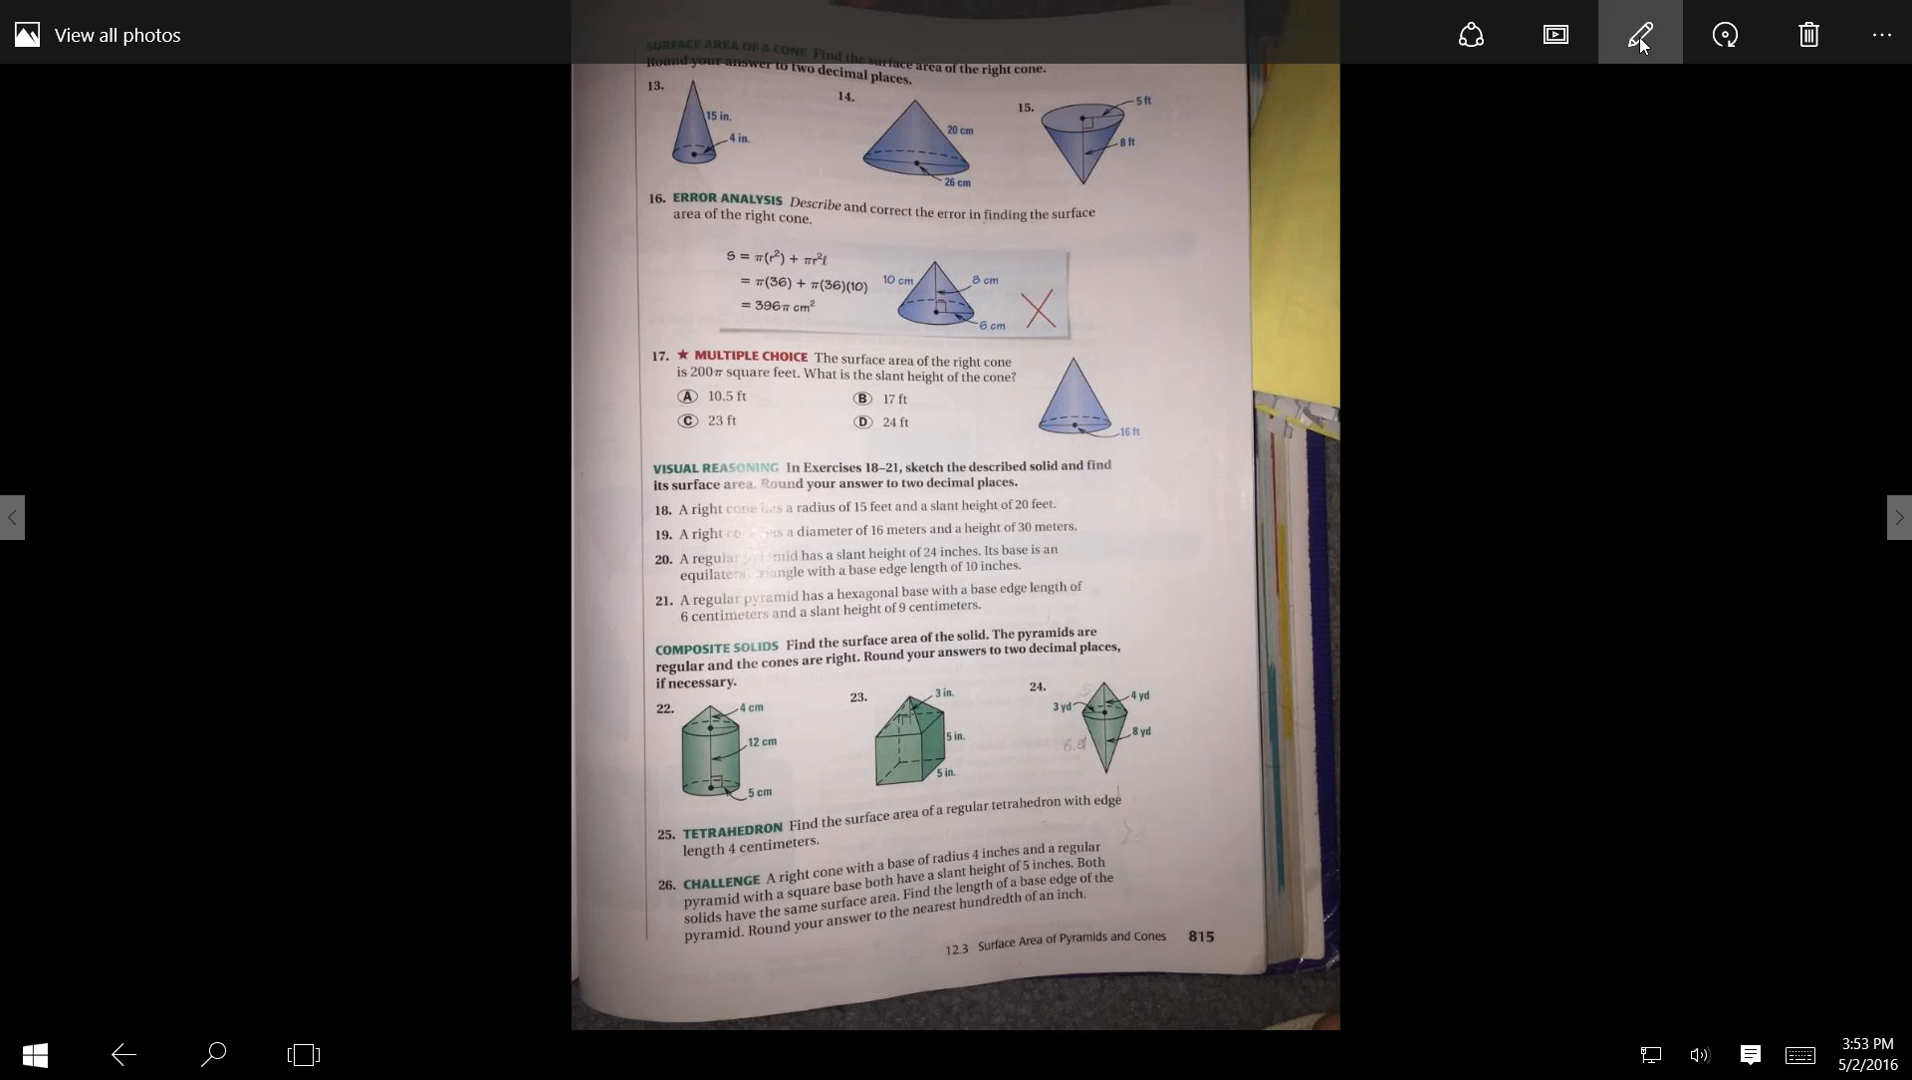 View all photos
SURFACE AREA OF A CONE Find the surface area of the right cone.
Round your answer to two decimal places.
13.
14.
15.
5 ft
15 in.
4 in.
20 cm
8 ft
26 cm
16. ERROR ANALYSIS Describe and correct the error in finding the surface
area of the right cone.
S = π(r²) + πr²ℓ
= π(36) + π(36)(10)
= 396π cm²
10 cm
8 cm
6 cm
17. ★ MULTIPLE CHOICE The surface area of the right cone
is 200π square feet. What is the slant height of the cone?
A 10.5 ft
B 17 ft
C 23 ft
D 24 ft
16 ft
VISUAL REASONING In Exercises 18–21, sketch the described solid and find
its surface area. Round your answer to two decimal places.
18. A right cone has a radius of 15 feet and a slant height of 20 feet.
19. A right a diameter of 16 meters and a height of 30 meters.
20. A regular pyramid has a slant height of 24 inches. Its base is an
equilateral triangle with a base edge length of 10 inches.
21. A regular pyramid has a hexagonal base with a base edge length of
6 centimeters and a slant height of 9 centimeters.
COMPOSITE SOLIDS Find the surface area of the solid. The pyramids are
regular and the cones are right. Round your answers to two decimal places,
if necessary.
22.
4 cm
12 cm
5 cm
23.
3 in.
5 in.
5 in.
24.
4 yd
3 yd
8 yd
25. TETRAHEDRON Find the surface area of a regular tetrahedron with edge
length 4 centimeters.
26. CHALLENGE A right cone with a base of radius 4 inches and a regular
pyramid with a square base both have a slant height of 5 inches. Both
solids have the same surface area. Find the length of a base edge of the
pyramid. Round your answer to the nearest hundredth of an inch.
12.3 Surface Area of Pyramids and Cones 815
3:53 PM
5/2/2016